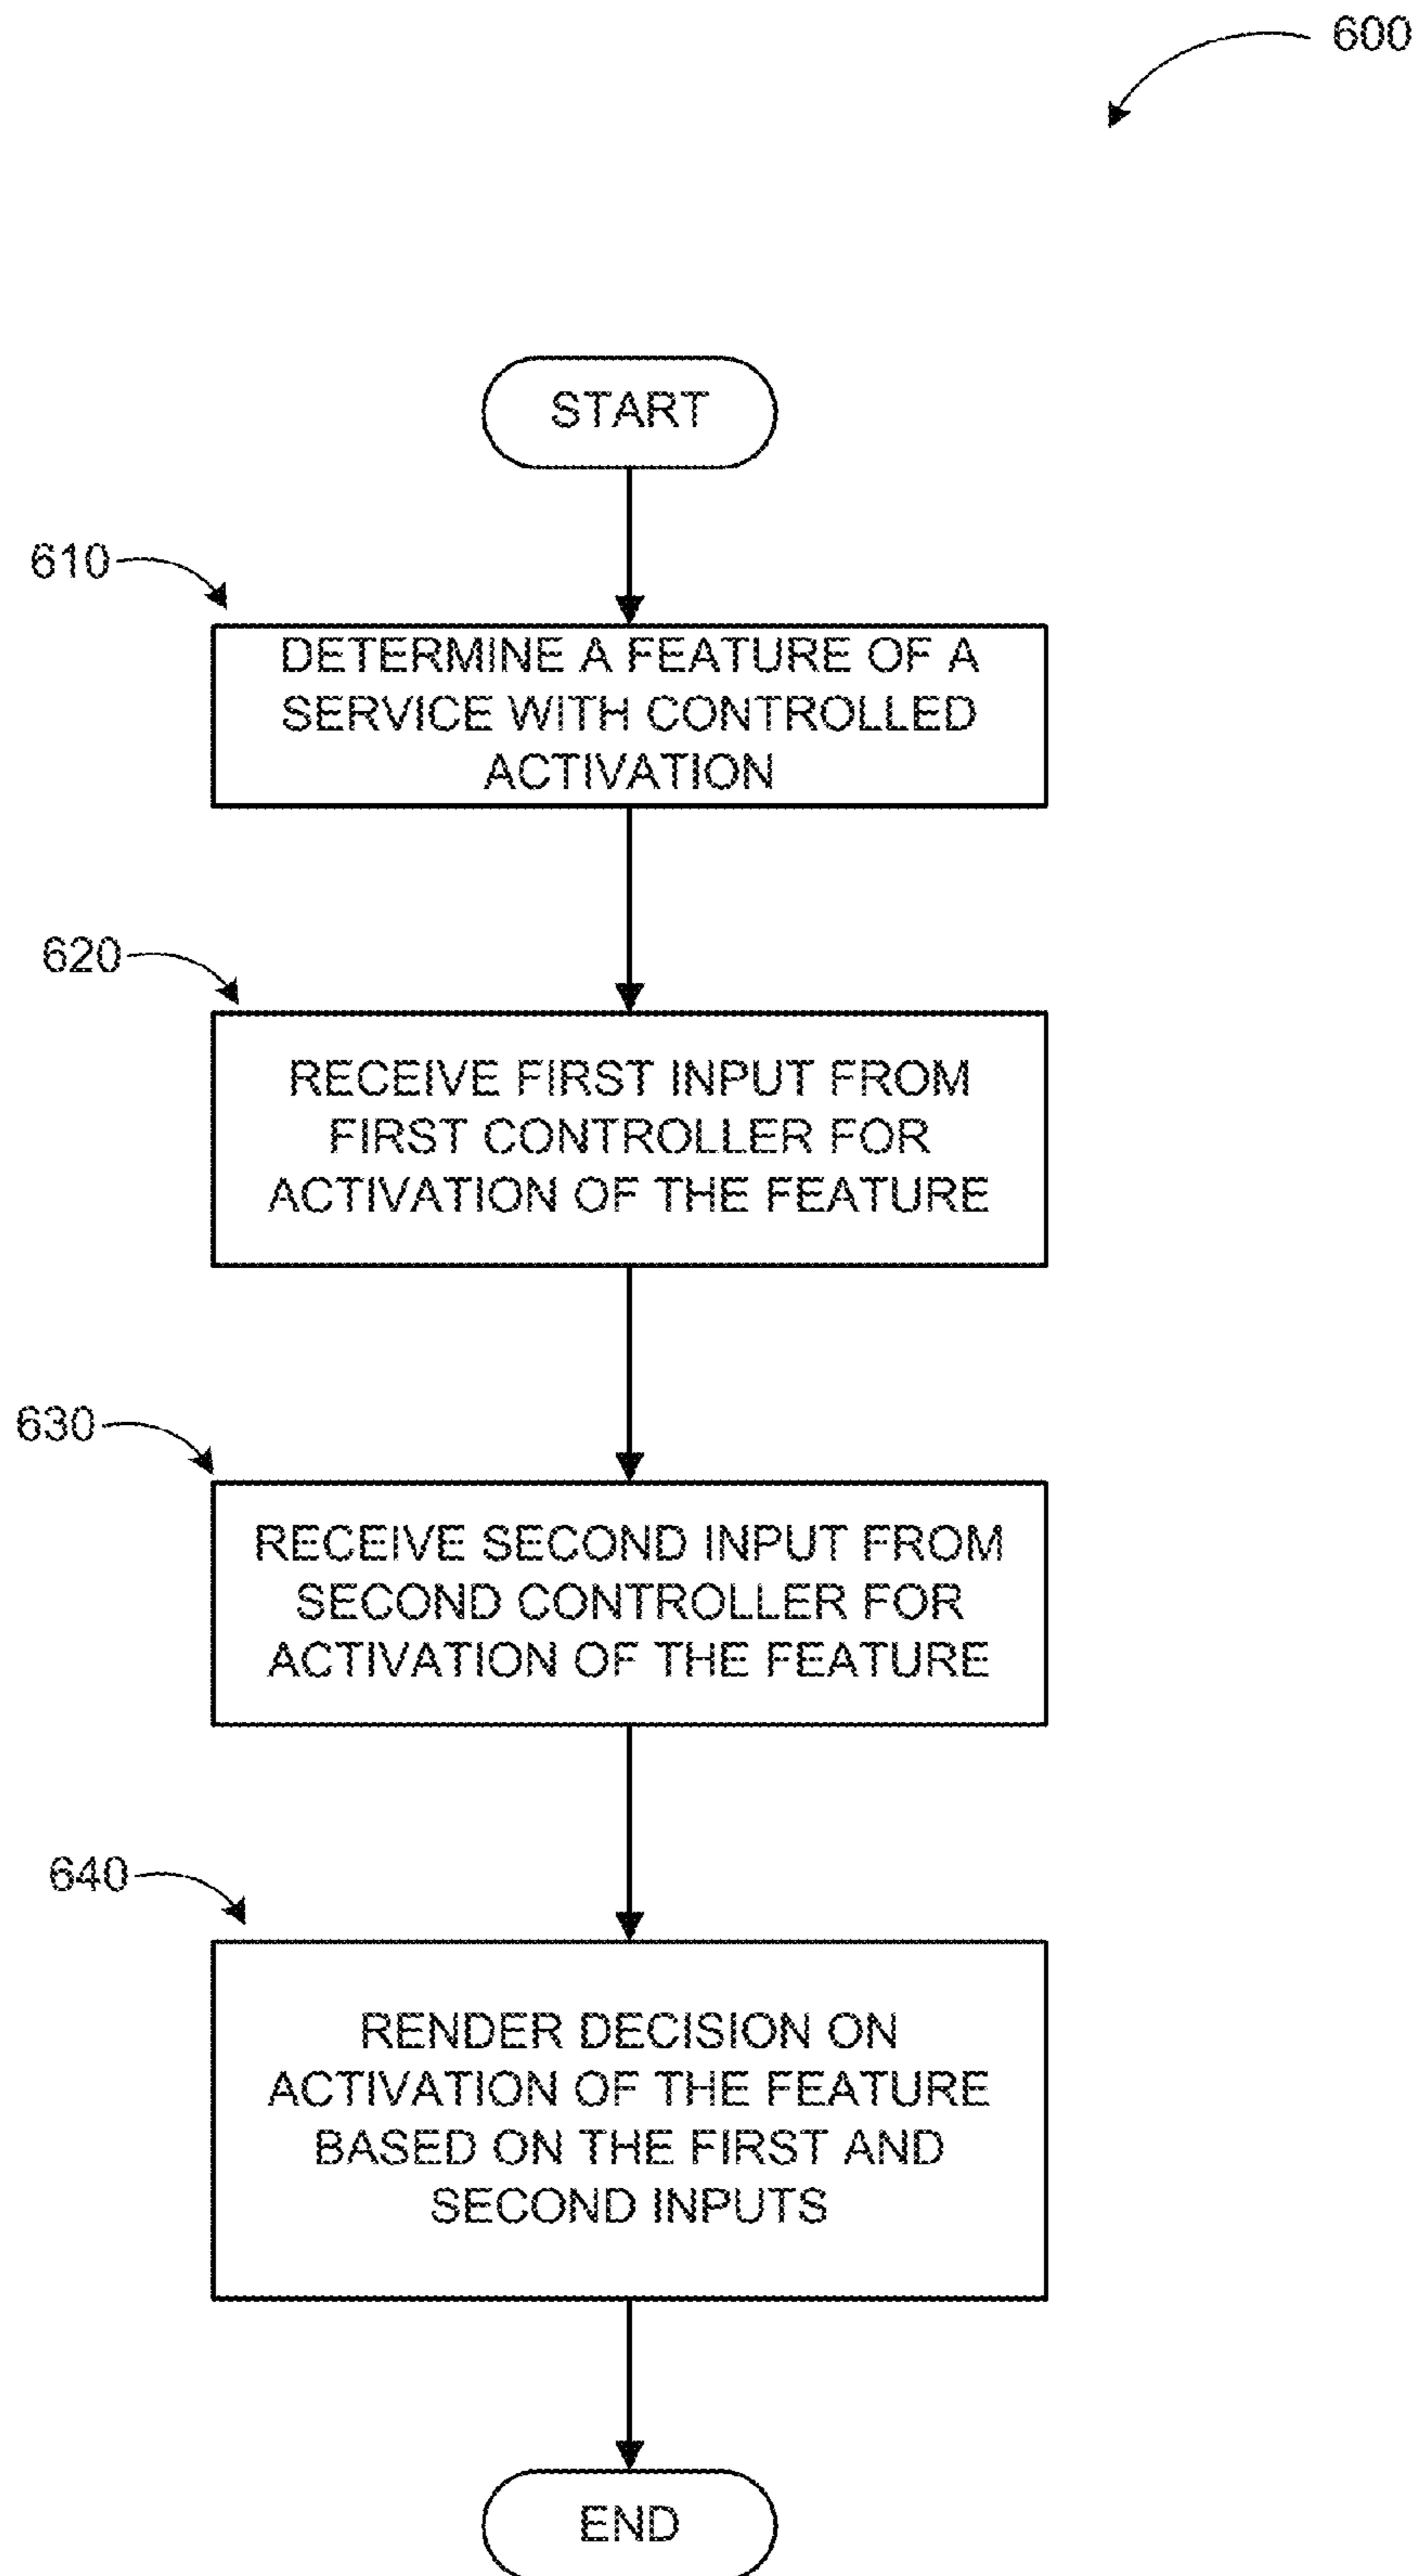 600
START
610
DETERMINE A FEATURE OF A
SERVICE WITH CONTROLLED
ACTIVATION
620
RECEIVE FIRST INPUT FROM
FIRST CONTROLLER FOR
ACTIVATION OF THE FEATURE
630
RECEIVE SECOND INPUT FROM
SECOND CONTROLLER FOR
ACTIVATION OF THE FEATURE
640
RENDER DECISION ON
ACTIVATION OF THE FEATURE
BASED ON THE FIRST AND
SECOND INPUTS
END